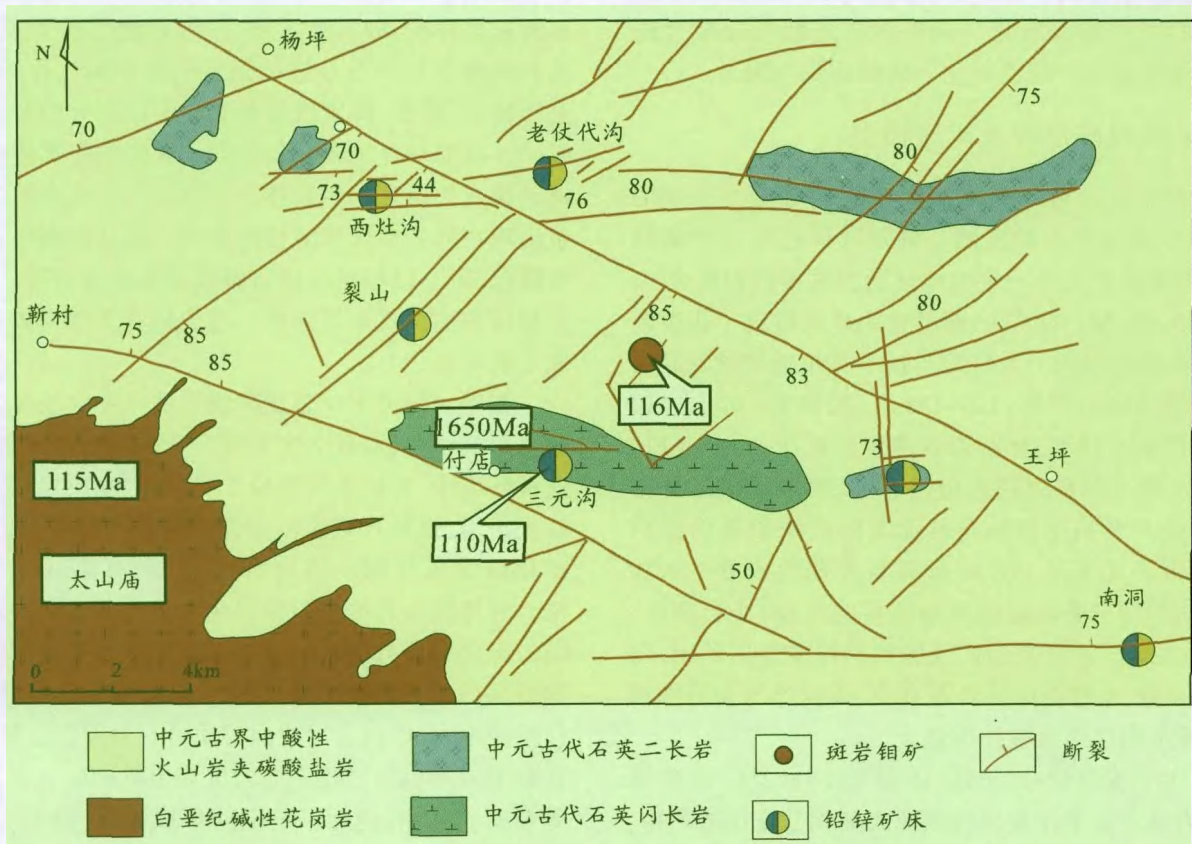 N
杨坪
70
70
75
老仗代沟
80
73
44
76
80
西灶沟
裂山
靳村
75
85
85
85
80
83
116Ma
1650Ma
付店
三元沟
110Ma
73
王坪
115Ma
太山庙
50
南洞
75
0 2 4km
中元古界中酸性
火山岩夹碳酸盐岩
中元古代石英二长岩
斑岩钼矿
断裂
白垩纪碱性花岗岩
中元古代石英闪长岩
铅锌矿床